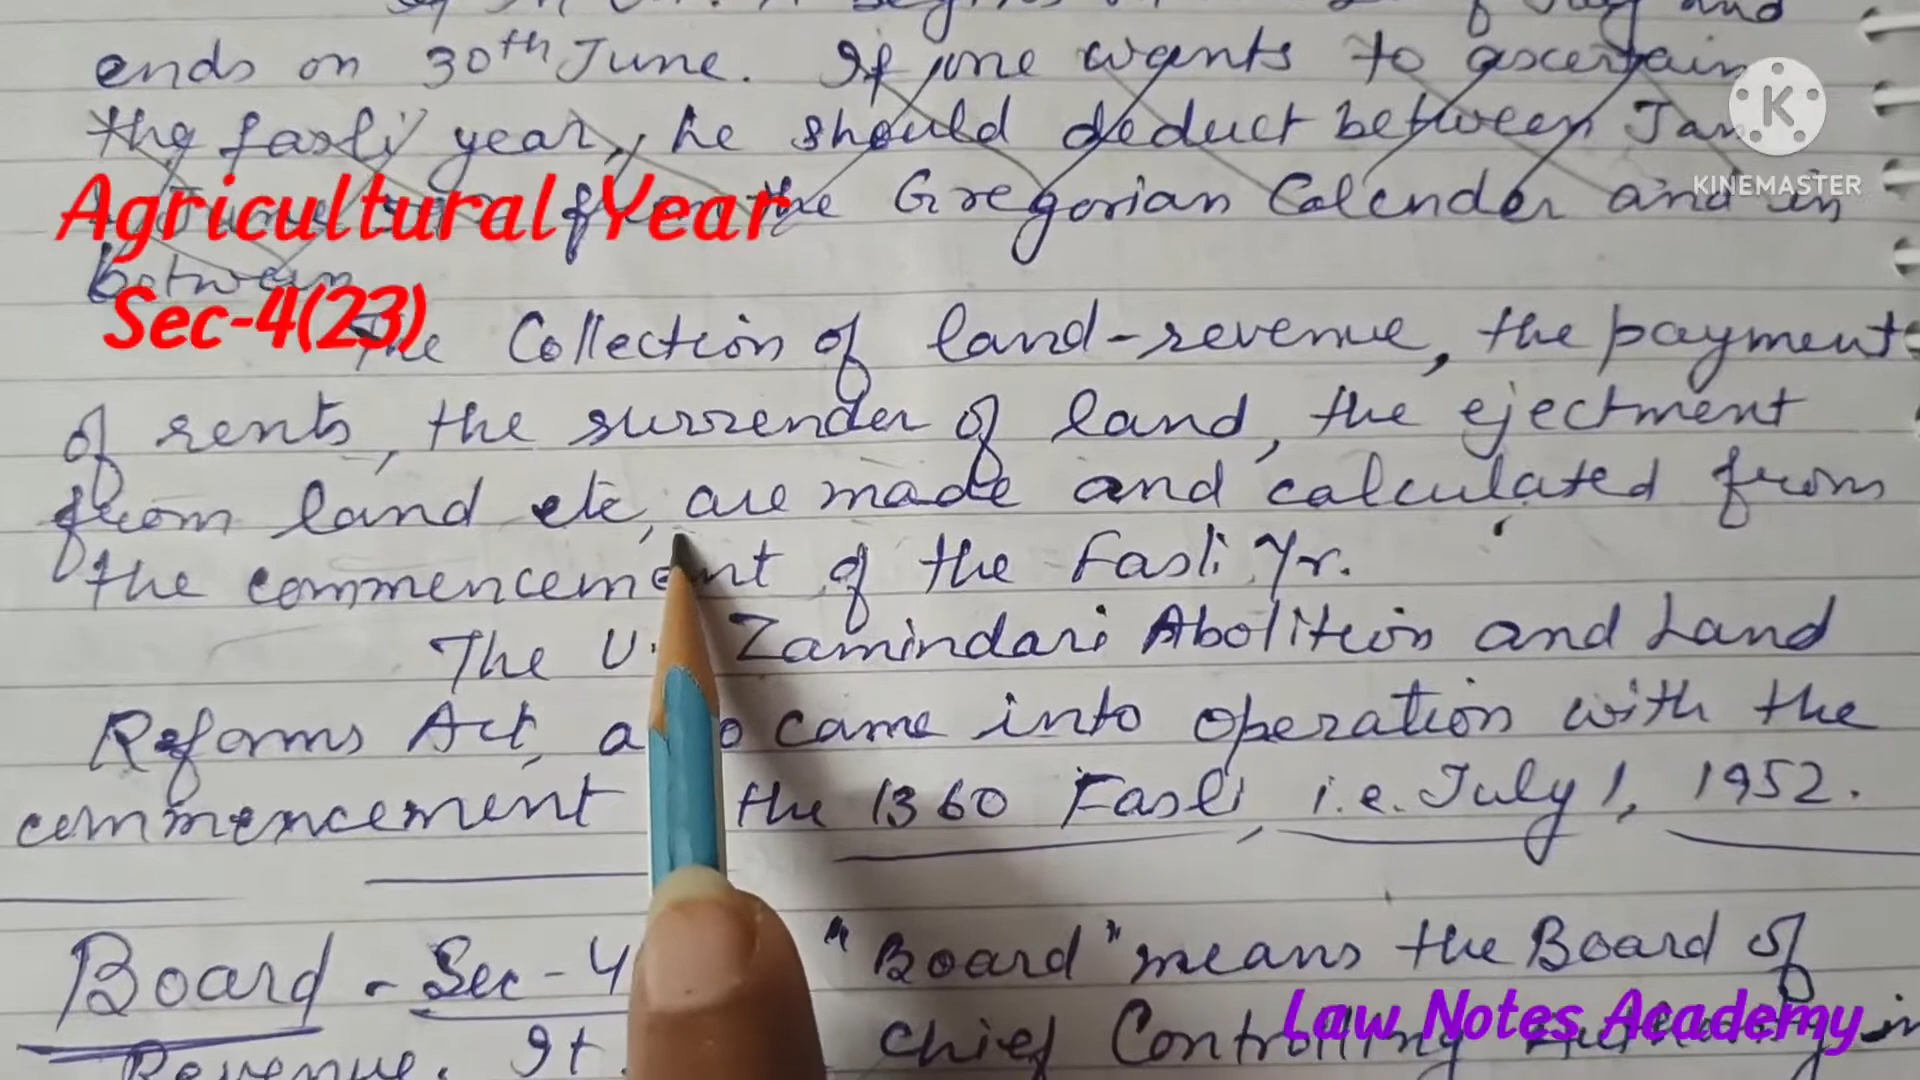 ends on 30th June. If one wants to ascertain
the fasli year, he should deduct between Jan
the Gregorian Calender and in
between
Agricultural Year
Sec-4(23)
KINEMASTER
The Collection of land-revenue, the payment
of rents, the surrender of land, the ejectment
from land etc, are made and calculated from
the commencement of the Fasli Yr.
The U. Zamindari Abolition and Land
Reforms Act, came into operation with the
commencement the 1360 Fasli, i.e. July 1, 1952.
Board - Sec-4 "Board" means the Board of
Revenue. It Chief Controlling in
Law Notes Academy